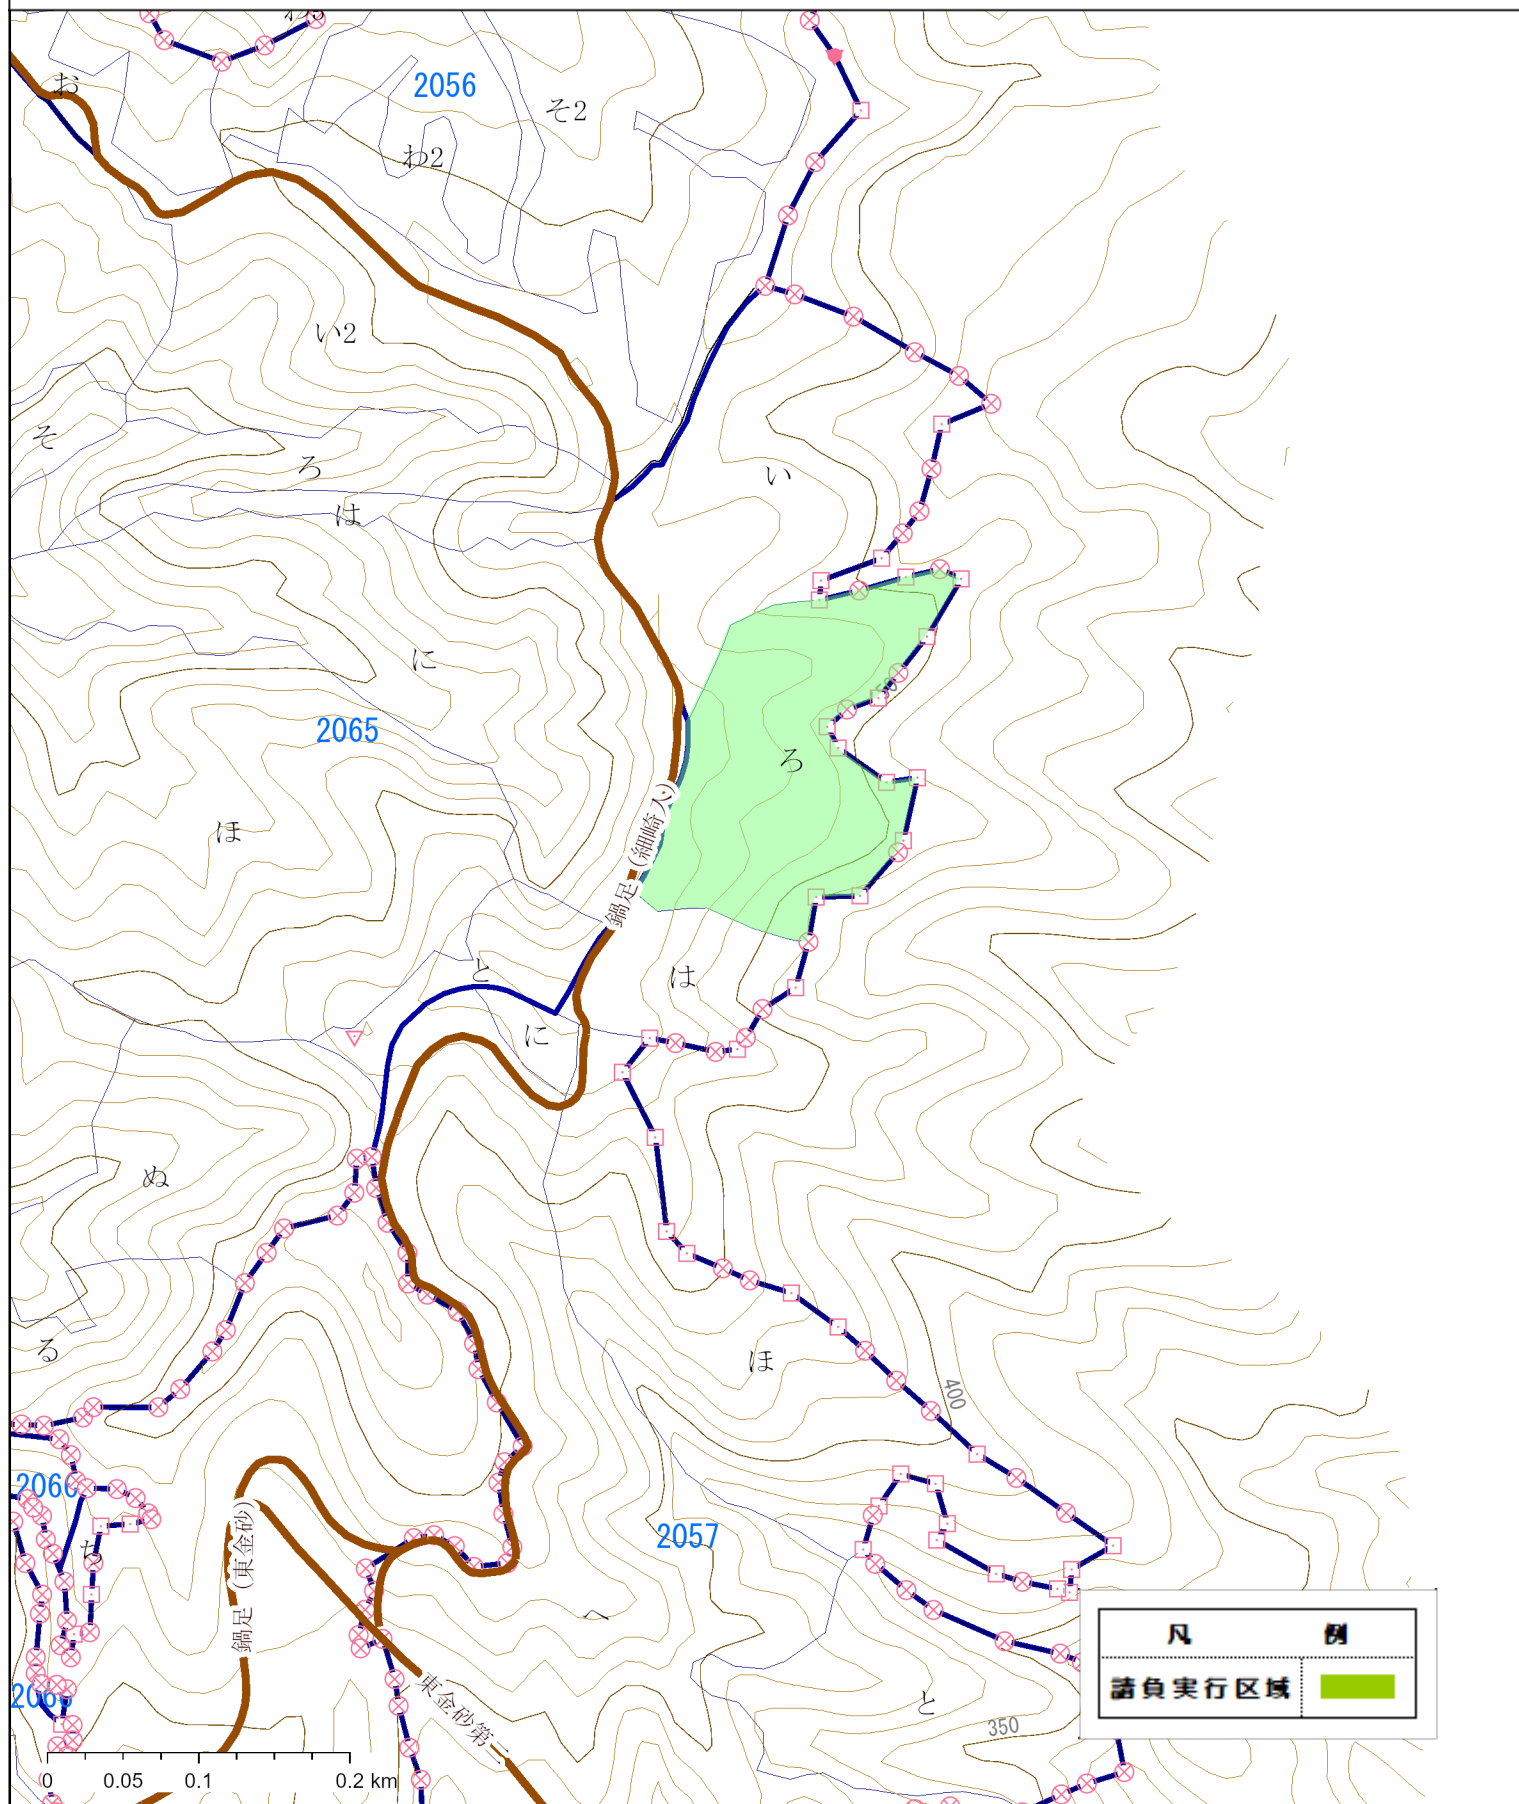 わ3
お
2056
そ2
わ2
い2
そ
ろ
い
は
に
2065
ろ
ほ
鍋足 (細崎入)
と
は
に
ぬ
る
ほ
400
2066
2057
ち
鍋足 (東金砂)
へ
東金砂第二
と
350
凡 例
請負実行区域
0 0.05 0.1 0.2 km